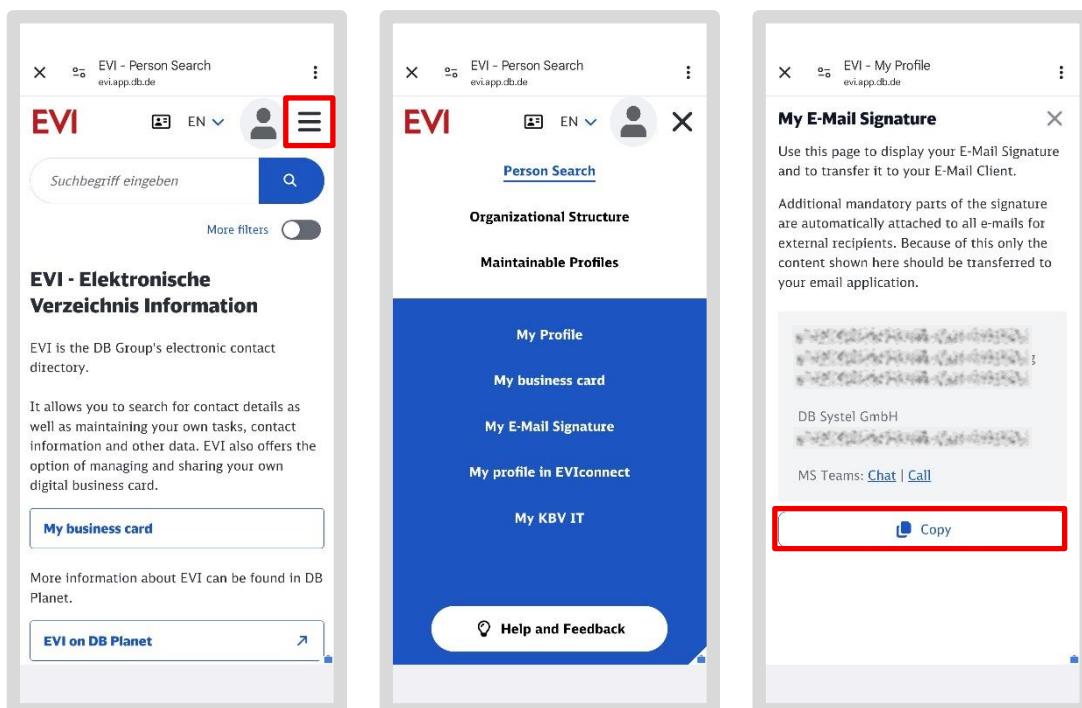 EVI - Person Search
evi.app.db.de
EVI
EN
Suchbegriff eingeben
More filters
EVI - Elektronische
Verzeichnis Information
EVI is the DB Group's electronic contact
directory.
It allows you to search for contact details as
well as maintaining your own tasks, contact
information and other data. EVI also offers the
option of managing and sharing your own
digital business card.
My business card
More information about EVI can be found in DB
Planet.
EVI on DB Planet
EVI - Person Search
evi.app.db.de
EVI
EN
Person Search
Organizational Structure
Maintainable Profiles
My Profile
My business card
My E-Mail Signature
My profile in EVIconnect
My KBV IT
Help and Feedback
EVI - My Profile
evi.app.db.de
My E-Mail Signature
Use this page to display your E-Mail Signature
and to transfer it to your E-Mail Client.
Additional mandatory parts of the signature
are automatically attached to all e-mails for
external recipients. Because of this only the
content shown here should be transferred to
your email application.
DB Systel GmbH
MS Teams: Chat | Call
Copy